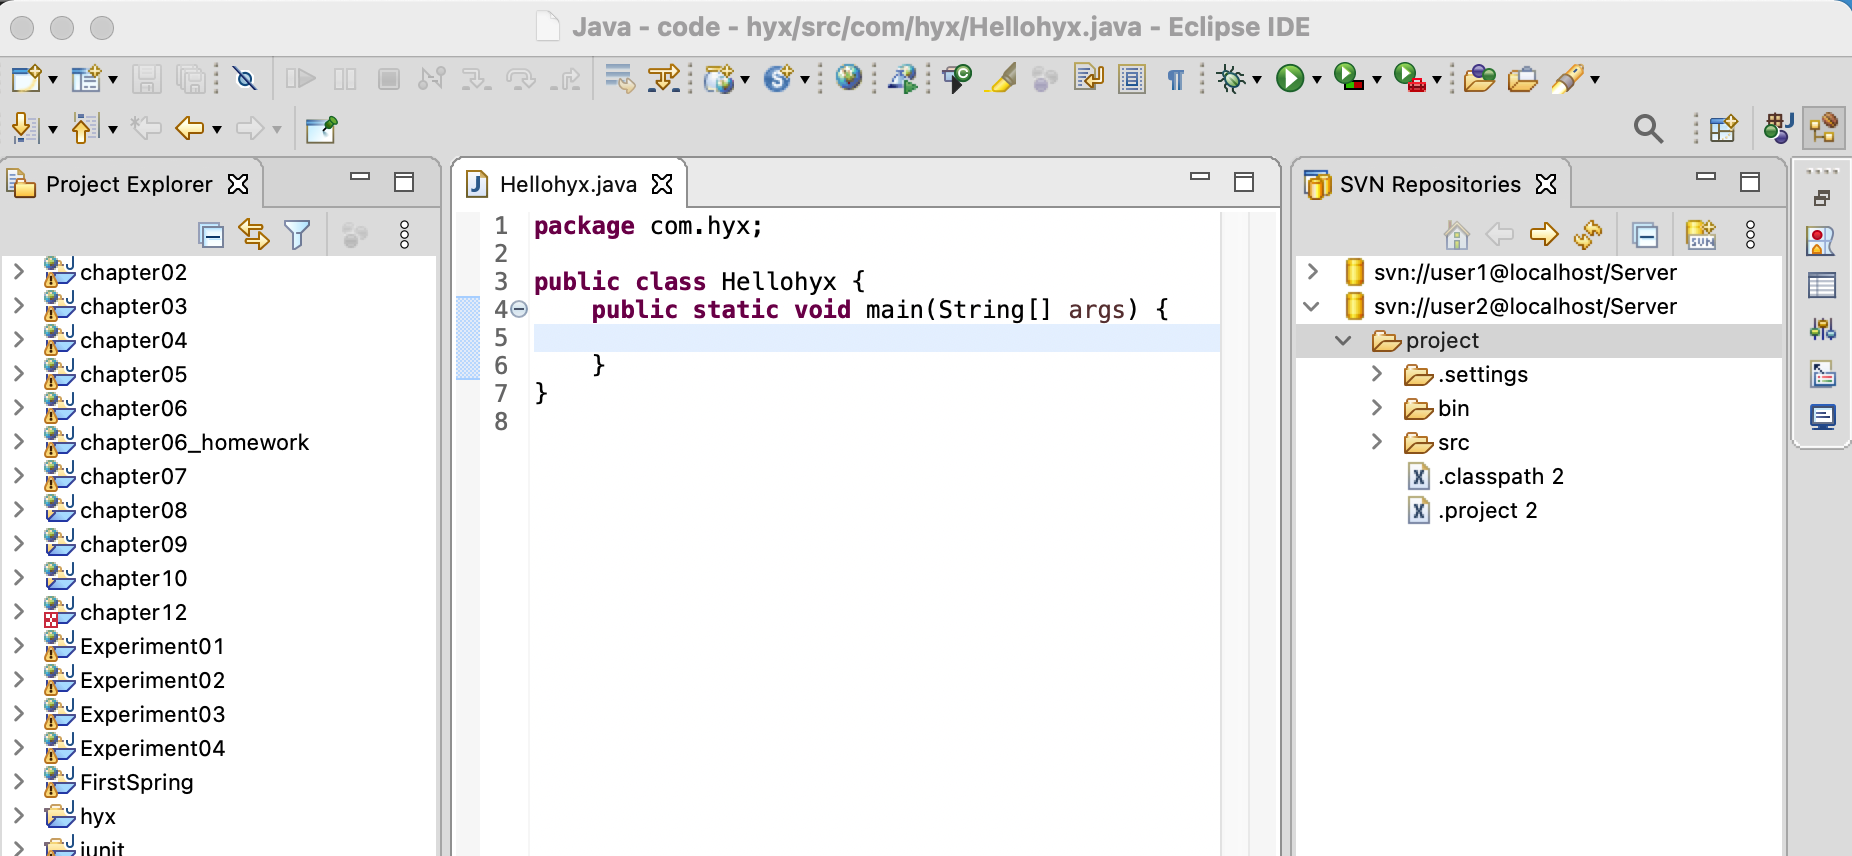 Java - code - hyx/src/com/hyx/Hellohyx.java - Eclipse IDE
Project Explorer
chapter02
chapter03
chapter04
chapter05
chapter06
chapter06_homework
chapter07
chapter08
chapter09
chapter10
chapter12
Experiment01
Experiment02
Experiment03
Experiment04
FirstSpring
hyx
junit
Hellohyx.java
1 package com.hyx;
2
3 public class Hellohyx {
4 public static void main(String[] args) {
5
6 }
7 }
8
SVN Repositories
SVN
svn://user1@localhost/Server
svn://user2@localhost/Server
project
.settings
bin
src
.classpath 2
.project 2